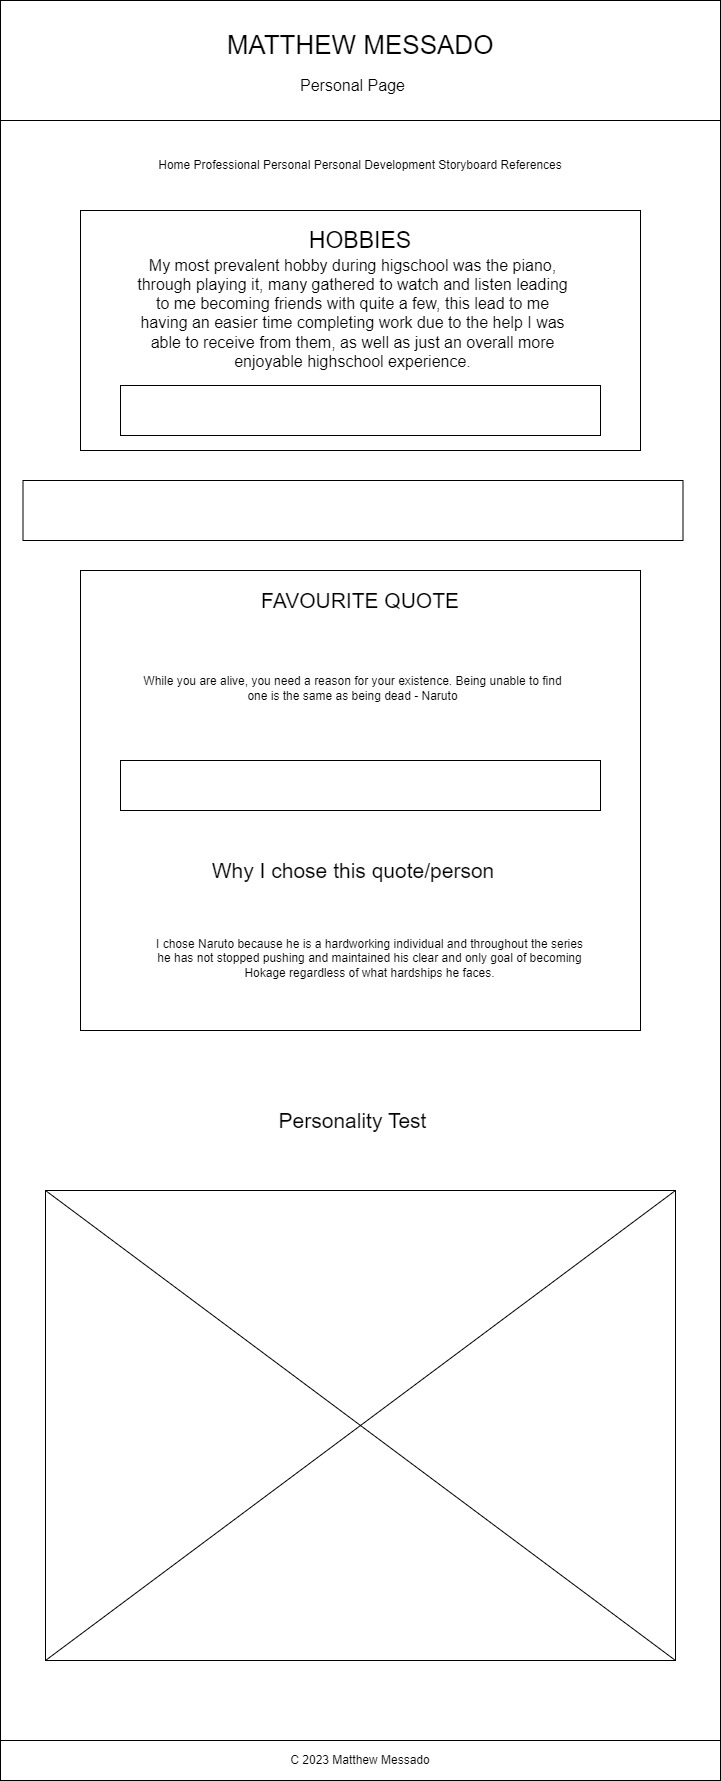 MATTHEW MESSADO
Personal Page
Home Professional Personal Personal Development Storyboard References
HOBBIES
My most prevalent hobby during higschool was the piano,
through playing it, many gathered to watch and listen leading
to me becoming friends with quite a few, this lead to me
having an easier time completing work due to the help I was
able to receive from them, as well as just an overall more
enjoyable highschool experience.
FAVOURITE QUOTE
While you are alive, you need a reason for your existence. Being unable to find
one is the same as being dead - Naruto
Why I chose this quote/person
I chose Naruto because he is a hardworking individual and throughout the series
he has not stopped pushing and maintained his clear and only goal of becoming
Hokage regardless of what hardships he faces.
Personality Test
C 2023 Matthew Messado